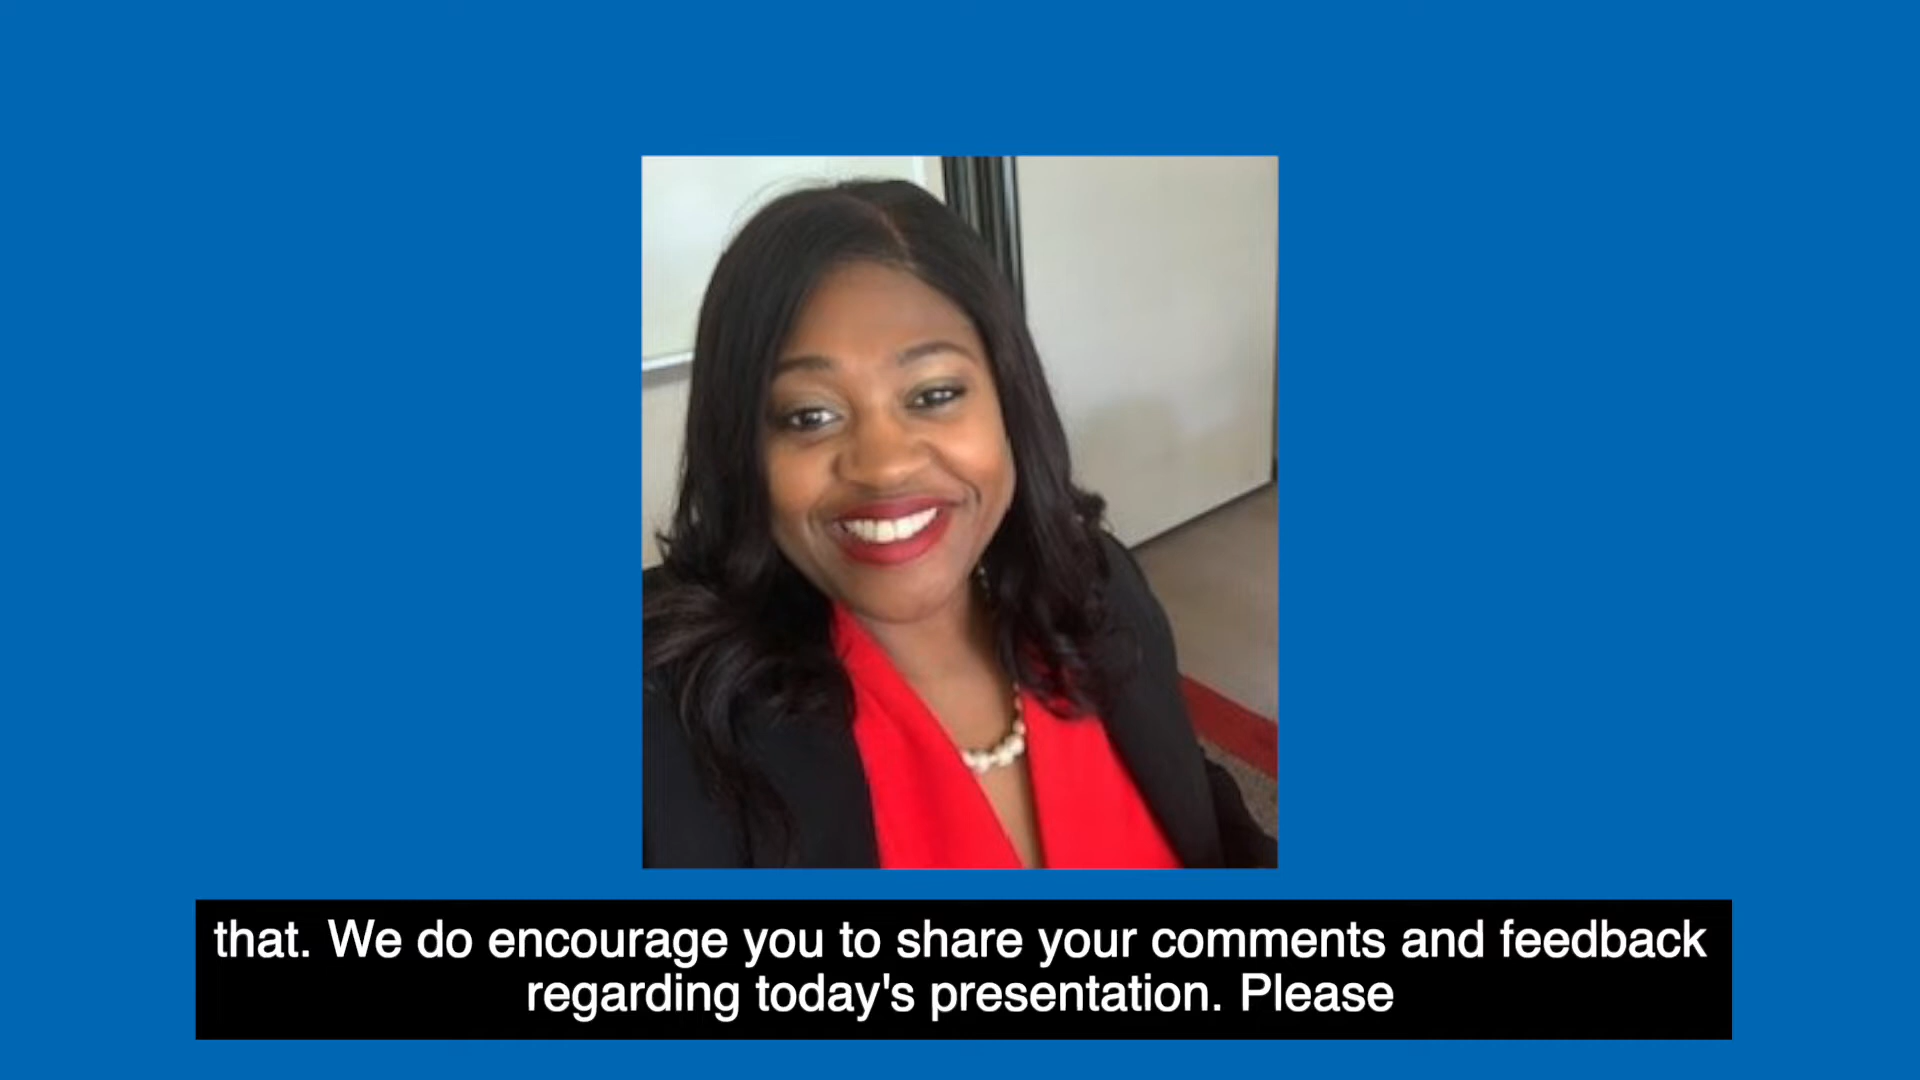 that. We do encourage you to share your comments and feedback
regarding today's presentation. Please